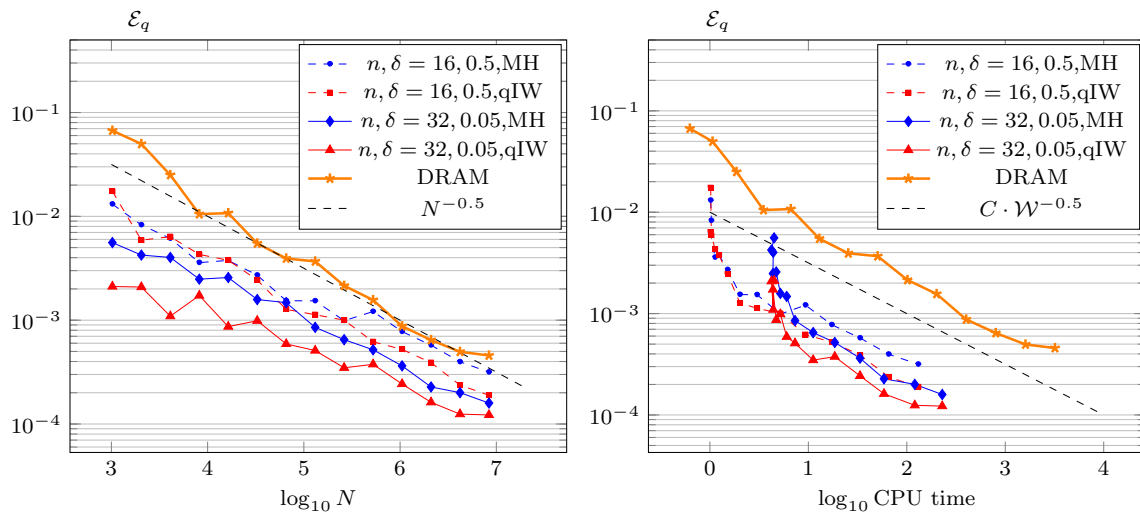 ℰ_q
n, δ = 16, 0.5,MH
n, δ = 16, 0.5,qIW
n, δ = 32, 0.05,MH
n, δ = 32, 0.05,qIW
DRAM
N^{−0.5}
10^{−1}
10^{−2}
10^{−3}
10^{−4}
3 4 5 6 7
log_{10} N
ℰ_q
n, δ = 16, 0.5,MH
n, δ = 16, 0.5,qIW
n, δ = 32, 0.05,MH
n, δ = 32, 0.05,qIW
DRAM
C · 𝒲^{−0.5}
10^{−1}
10^{−2}
10^{−3}
10^{−4}
0 1 2 3 4
log_{10} CPU time